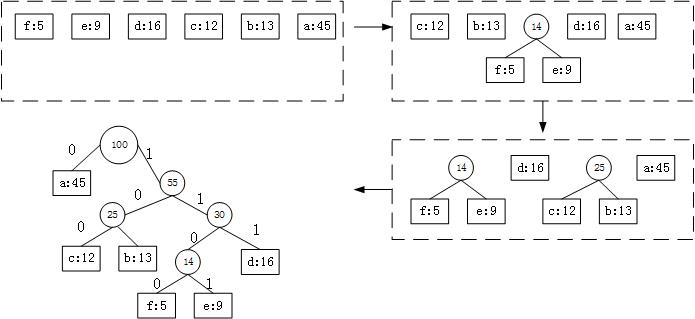 f:5 e:9 d:16 c:12 b:13 a:45
c:12 b:13 14 d:16 a:45
f:5 e:9
14 d:16 25 a:45
f:5 e:9 c:12 b:13
100
0 1
a:45 55
0 1
25 30
0 0 1
c:12 b:13 14 d:16
0 1
f:5 e:9